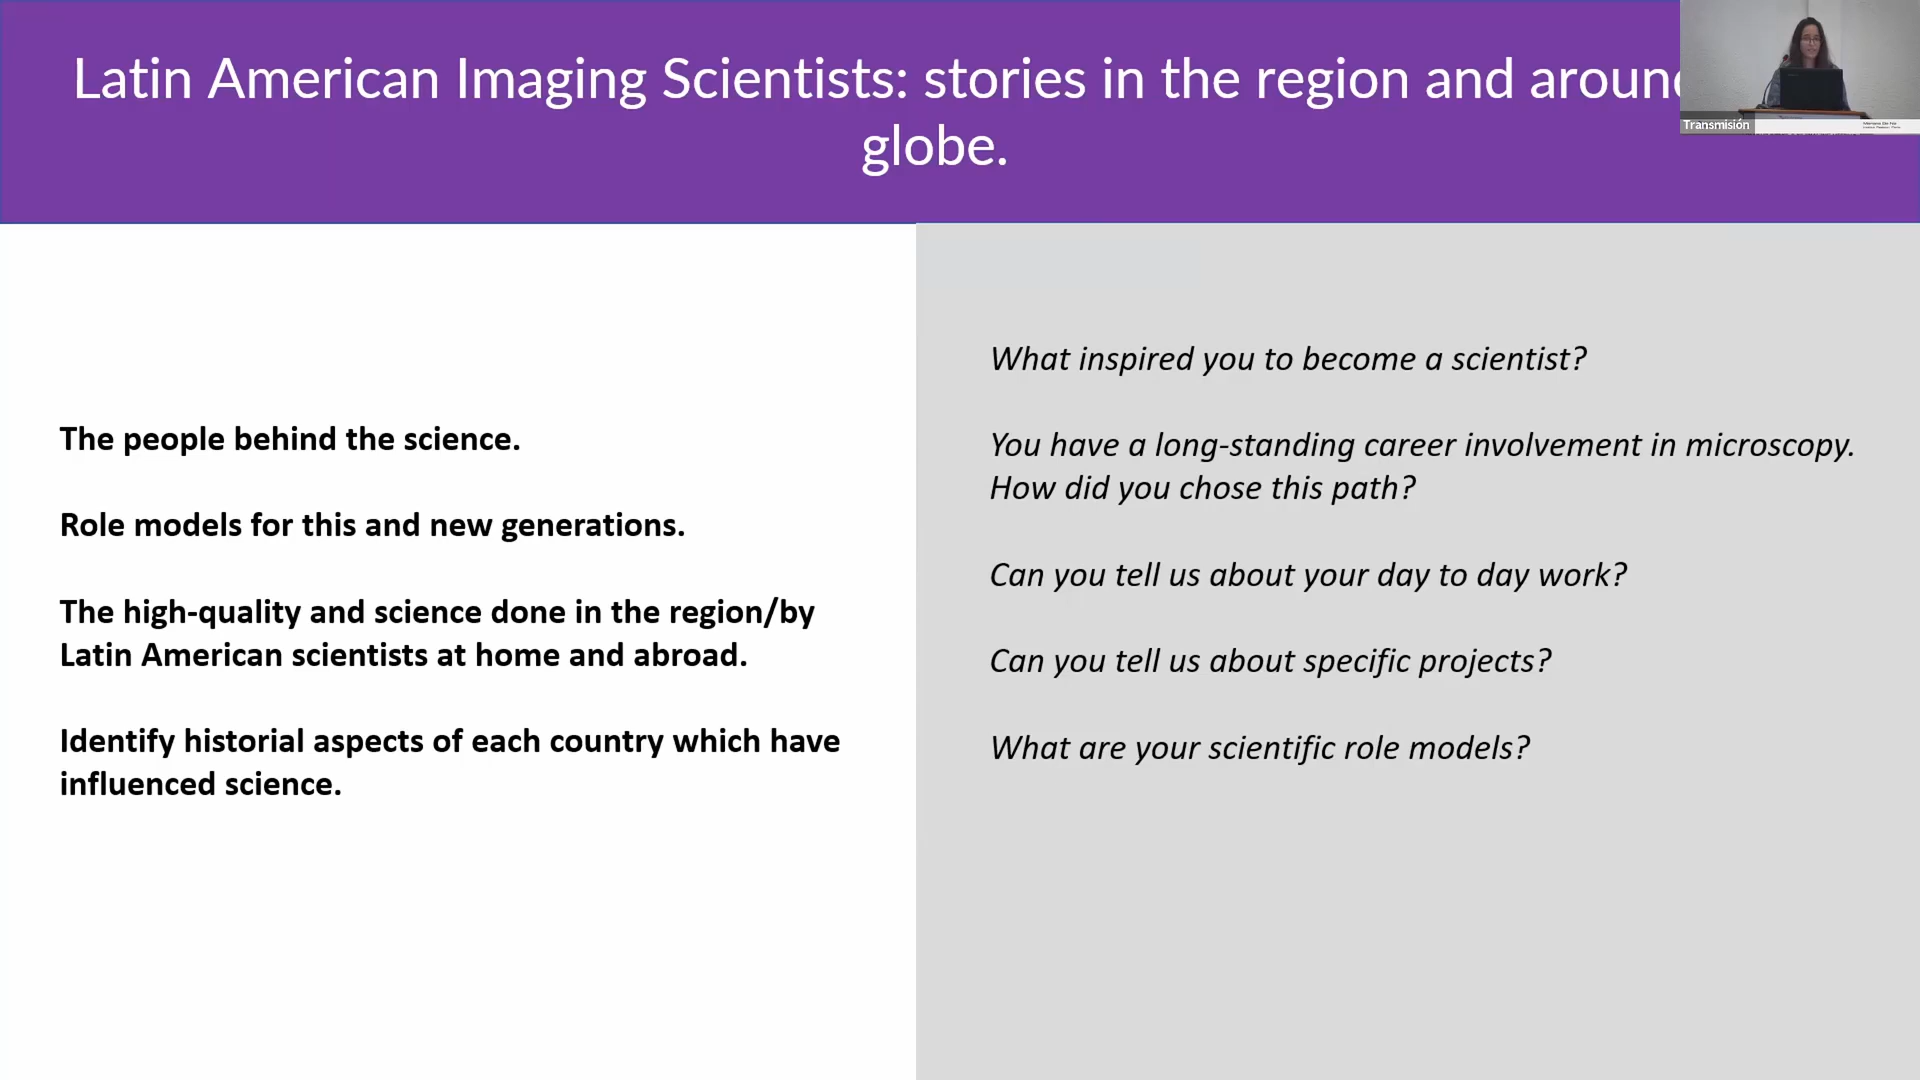 Latin American Imaging Scientists: stories in the region and aroun
globe.
Transmisión
The people behind the science.
Role models for this and new generations.
The high-quality and science done in the region/by
Latin American scientists at home and abroad.
Identify historial aspects of each country which have
influenced science.
What inspired you to become a scientist?
You have a long-standing career involvement in microscopy.
How did you chose this path?
Can you tell us about your day to day work?
Can you tell us about specific projects?
What are your scientific role models?